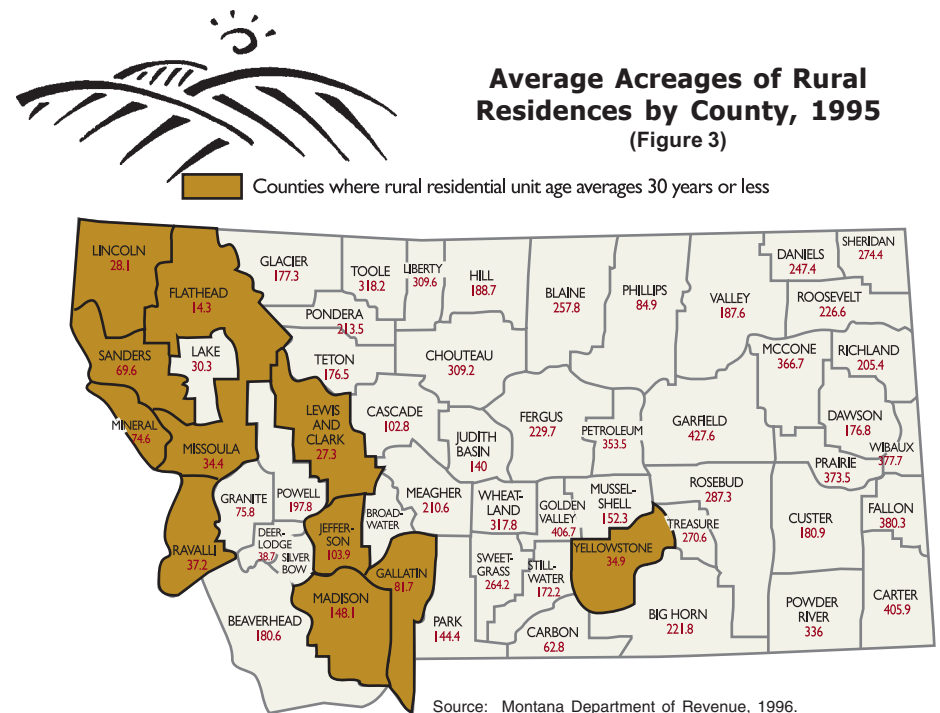 Average Acreages of Rural
Residences by County, 1995
(Figure 3)
Counties where rural residential unit age averages 30 years or less
LINCOLN
28.1
FLATHEAD
14.3
GLACIER
177.3
TOOLE
318.2
LIBERTY
309.6
HILL
188.7
BLAINE
257.8
PHILLIPS
84.9
VALLEY
187.6
DANIELS
247.4
SHERIDAN
274.4
ROOSEVELT
226.6
PONDERA
213.5
SANDERS
69.6
LAKE
30.3
TETON
176.5
CHOUTEAU
309.2
MCCONE
366.7
RICHLAND
205.4
MINERAL
74.6
MISSOULA
34.4
LEWIS
AND
CLARK
27.3
CASCADE
102.8
JUDITH
BASIN
140
FERGUS
229.7
PETROLEUM
353.5
GARFIELD
427.6
DAWSON
176.8
WIBAUX
377.7
PRAIRIE
373.5
GRANITE
75.8
POWELL
197.8
MEAGHER
210.6
WHEAT-
LAND
317.8
GOLDEN
VALLEY
406.7
MUSSEL-
SHELL
152.3
ROSEBUD
287.3
TREASURE
270.6
CUSTER
180.9
FALLON
380.3
RAVALLI
37.2
DEER-
LODGE
38.7
SILVER
BOW
JEFFER-
SON
103.9
BROAD-
WATER
GALLATIN
81.7
SWEET-
GRASS
264.2
STILL-
WATER
172.2
YELLOWSTONE
34.9
BEAVERHEAD
180.6
MADISON
148.1
PARK
144.4
CARBON
62.8
BIG HORN
221.8
POWDER
RIVER
336
CARTER
405.9
Source: Montana Department of Revenue, 1996.